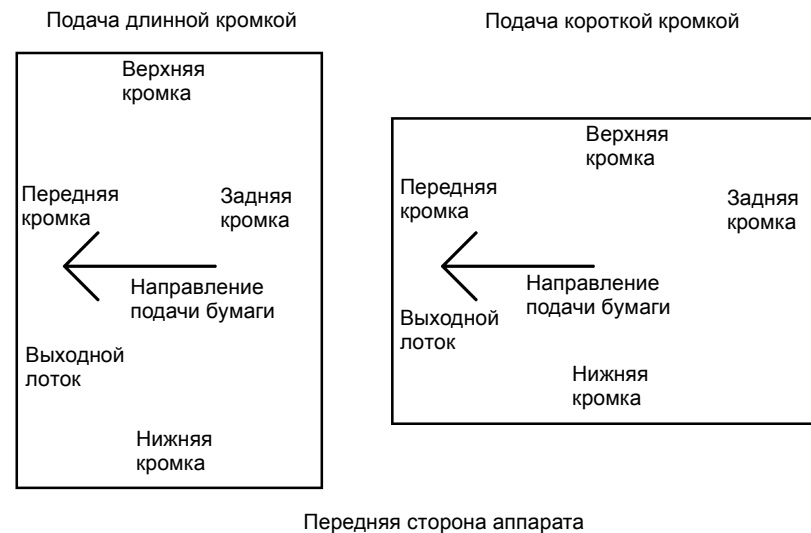 Подача длинной кромкой
Верхняя
кромка
Передняя
кромка
Задняя
кромка
Направление
подачи бумаги
Выходной
лоток
Нижняя
кромка
Подача короткой кромкой
Верхняя
кромка
Передняя
кромка
Задняя
кромка
Направление
подачи бумаги
Выходной
лоток
Нижняя
кромка
Передняя сторона аппарата